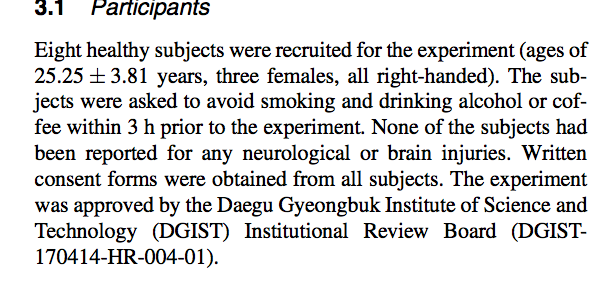 3.1 Participants
Eight healthy subjects were recruited for the experiment (ages of
25.25 ± 3.81 years, three females, all right-handed). The sub-
jects were asked to avoid smoking and drinking alcohol or cof-
fee within 3 h prior to the experiment. None of the subjects had
been reported for any neurological or brain injuries. Written
consent forms were obtained from all subjects. The experiment
was approved by the Daegu Gyeongbuk Institute of Science and
Technology (DGIST) Institutional Review Board (DGIST-
170414-HR-004-01).